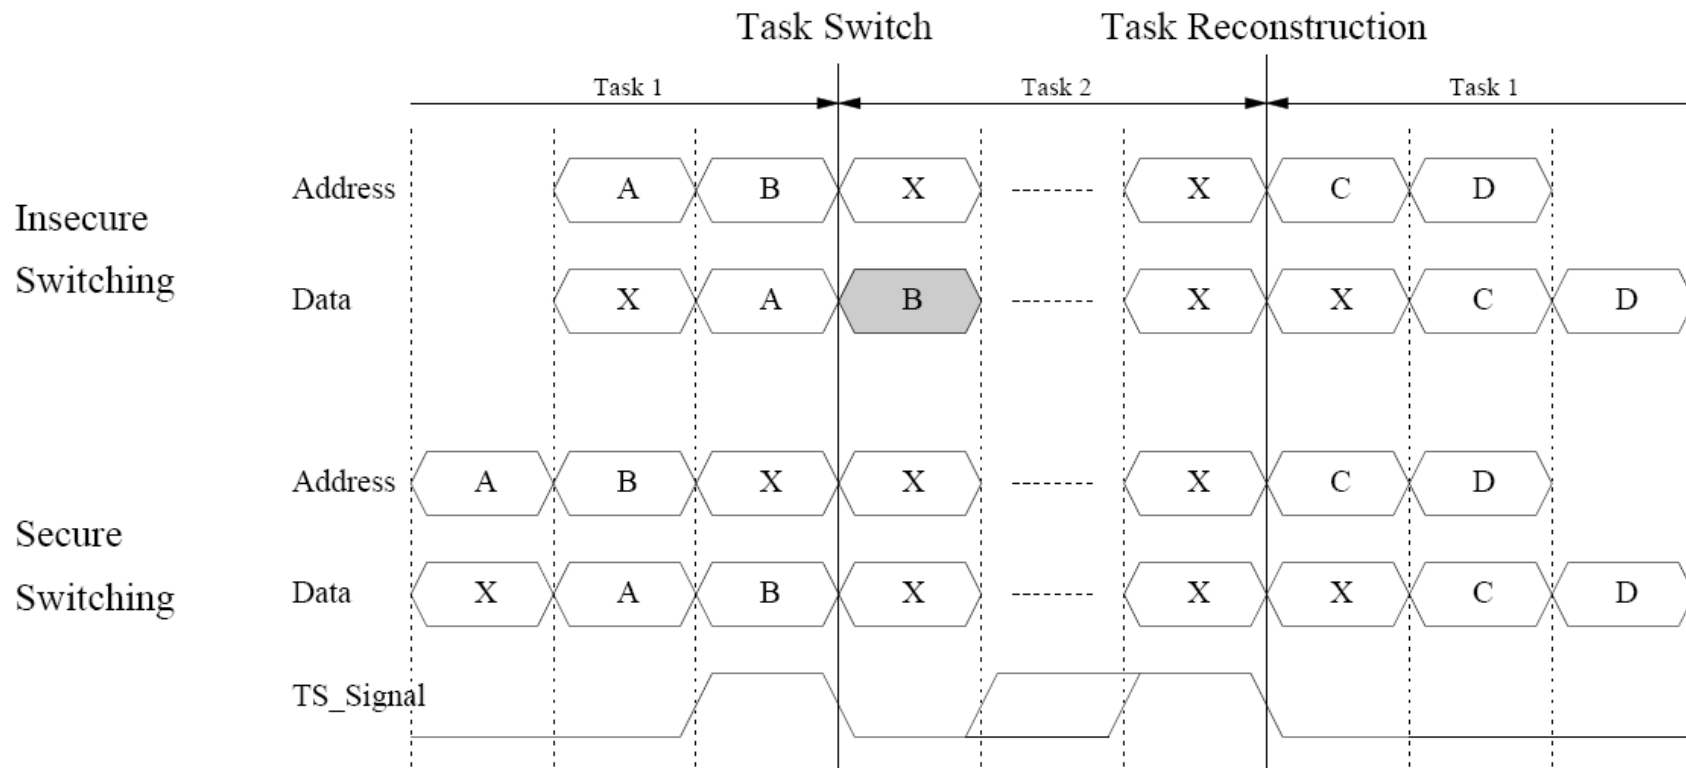 Task Switch Task Reconstruction
Task 1 Task 2 Task 1
Insecure
Switching
Address A B X X C D
Data X A B X X C D
Secure
Switching
Address A B X X X C D
Data X A B X X X C D
TS_Signal